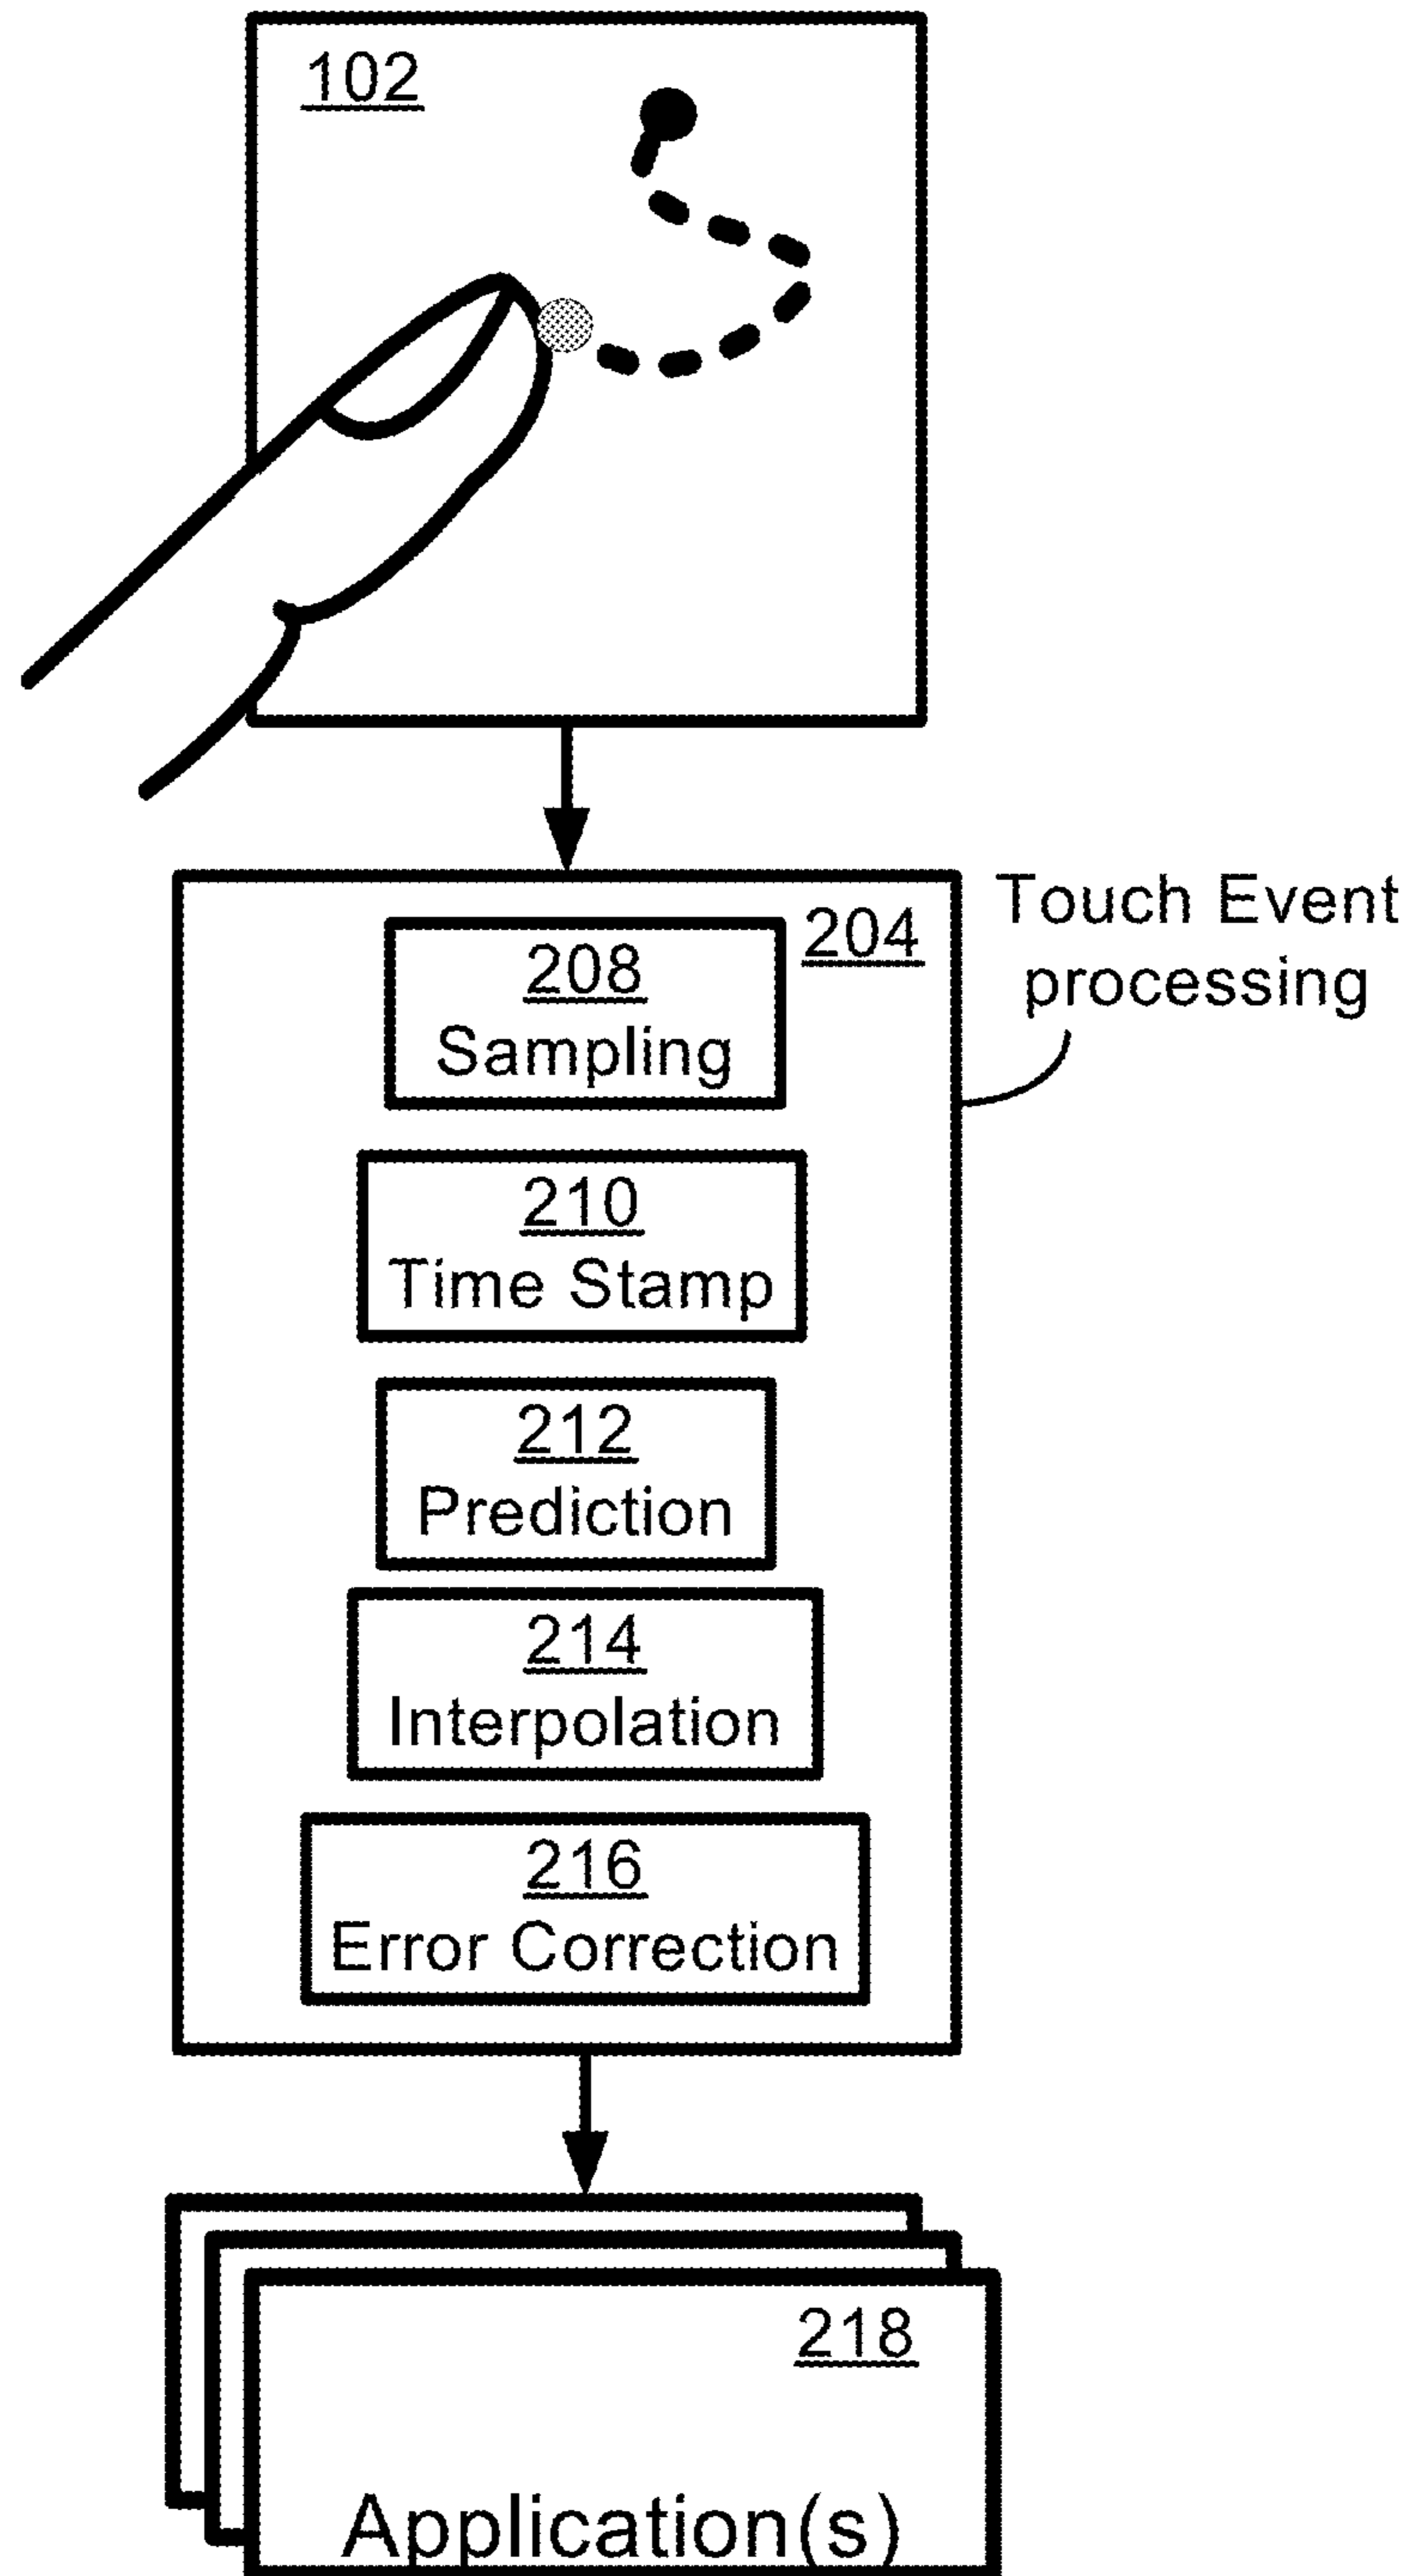 102
204
Touch Event
processing
208
Sampling
210
Time Stamp
212
Prediction
214
Interpolation
216
Error Correction
218
Application(s)